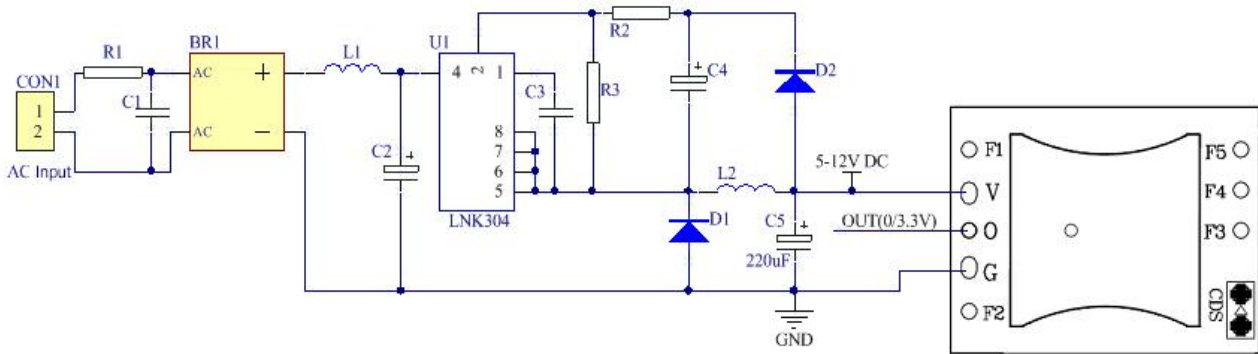 R1
BR1
L1
U1
R2
C4
D2
CON1
1
2
AC Input
C1
AC
AC
+
−
C2
+
4
2
1
8
7
6
5
LNK304
C3
R3
+
L2
D1
C5
+
220uF
5-12V DC
OUT(0/3.3V)
GND
F1
V
O
G
F2
F5
F4
F3
CDS